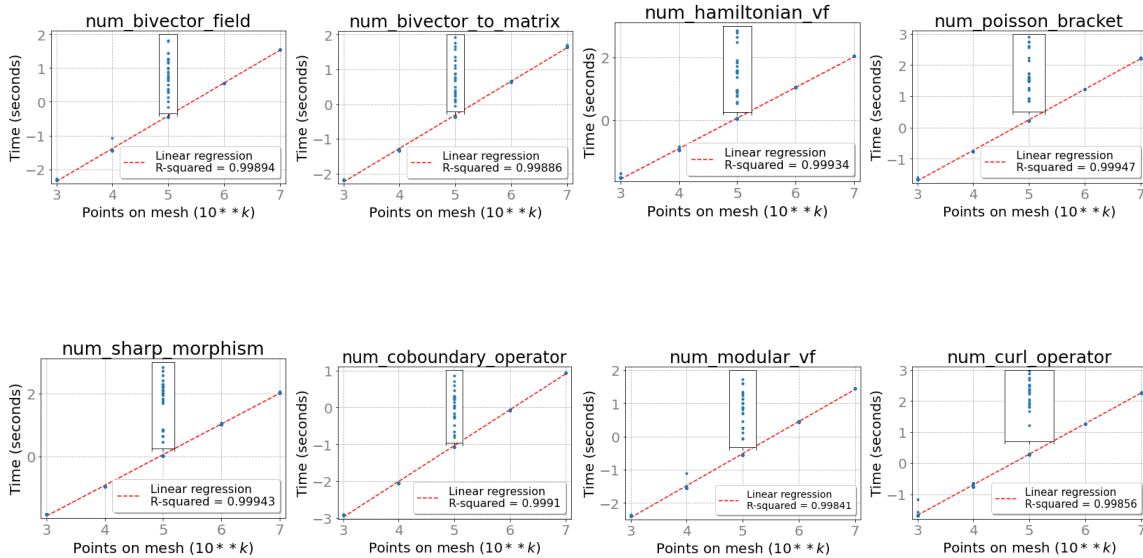 num_bivector_field
2
1
0
−1
−2
Time (seconds)
Linear regression
R-squared = 0.99894
3 4 5 6 7
Points on mesh (10**k)
num_bivector_to_matrix
2
1
0
−1
−2
Time (seconds)
Linear regression
R-squared = 0.99886
3 4 5 6 7
Points on mesh (10**k)
num_hamiltonian_vf
2
0
Time (seconds)
Linear regression
R-squared = 0.99934
3 4 5 6 7
Points on mesh (10**k)
num_poisson_bracket
3
2
1
0
−1
Time (seconds)
Linear regression
R-squared = 0.99947
3 4 5 6 7
Points on mesh (10**k)
num_sharp_morphism
2
0
Time (seconds)
Linear regression
R-squared = 0.99943
3 4 5 6 7
Points on mesh (10**k)
num_coboundary_operator
1
0
−1
−2
−3
Time (seconds)
Linear regression
R-squared = 0.9991
3 4 5 6 7
Points on mesh (10**k)
num_modular_vf
2
1
0
−1
−2
Time (seconds)
Linear regression
R-squared = 0.99841
3 4 5 6 7
Points on mesh (10**k)
num_curl_operator
3
2
1
0
−1
Time (seconds)
Linear regression
R-squared = 0.99856
3 4 5 6 7
Points on mesh (10**k)